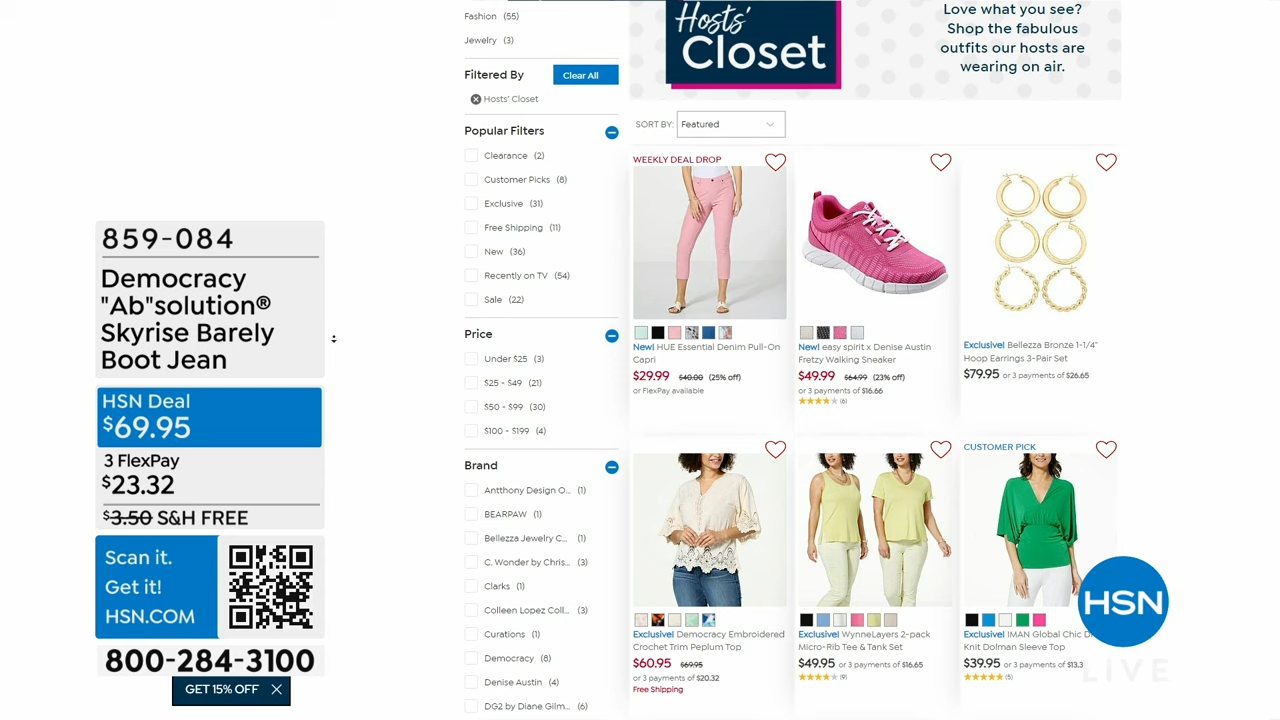 Fashion (55)
Jewelry (3)
Filtered By
Clear All
Hosts' Closet
Popular Filters
Clearance (2)
Customer Picks (8)
Exclusive (31)
Free Shipping (11)
New (36)
Recently on TV (54)
Sale (22)
Price
Under $25 (3)
$25 - $49 (21)
$50 - $99 (30)
$100 - $199 (4)
Brand
Antthony Design O... (1)
BEARPAW (1)
Bellezza Jewelry C... (1)
C. Wonder by Chris... (3)
Clarks (1)
Colleen Lopez Coll... (3)
Curations (1)
Democracy (8)
Denise Austin (4)
DG2 by Diane Gilm... (6)
859-084
Democracy
"Ab"solution®
Skyrise Barely
Boot Jean
HSN Deal
$69.95
3 FlexPay
$23.32
$3.50 S&H FREE
Scan it.
Get it!
HSN.COM
800-284-3100
GET 15% OFF
Hosts'
Closet
Love what you see?
Shop the fabulous
outfits our hosts are
wearing on air.
SORT BY: Featured
WEEKLY DEAL DROP
New! HUE Essential Denim Pull-On
Capri
$29.99 $40.00 (25% off)
or FlexPay available
New! easy spirit x Denise Austin
Fretzy Walking Sneaker
$49.99 $64.99 (23% off)
or 3 payments of $16.66
(6)
Exclusive! Bellezza Bronze 1-1/4"
Hoop Earrings 3-Pair Set
$79.95 or 3 payments of $26.65
Exclusive! Democracy Embroidered
Crochet Trim Peplum Top
$60.95 $69.95
or 3 payments of $20.32
Free Shipping
Exclusive! WynneLayers 2-pack
Micro-Rib Tee & Tank Set
$49.95 or 3 payments of $16.65
(9)
CUSTOMER PICK
Exclusive! IMAN Global Chic D
Knit Dolman Sleeve Top
$39.95 or 3 payments of $13.3
(5)
HSN
LIVE